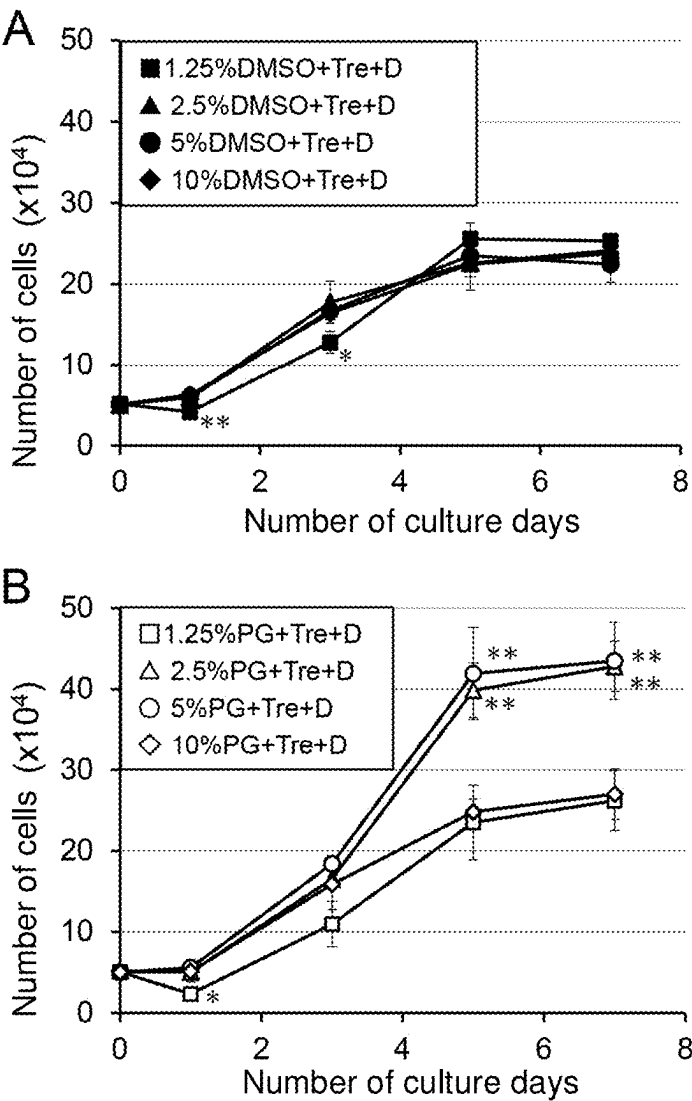 A
50
40
30
20
10
0
Number of cells (x10⁴)
1.25%DMSO+Tre+D
2.5%DMSO+Tre+D
5%DMSO+Tre+D
10%DMSO+Tre+D
**
*
0 2 4 6 8
Number of culture days
B
50
40
30
20
10
0
Number of cells (x10⁴)
1.25%PG+Tre+D
2.5%PG+Tre+D
5%PG+Tre+D
10%PG+Tre+D
**
**
**
**
*
0 2 4 6 8
Number of culture days